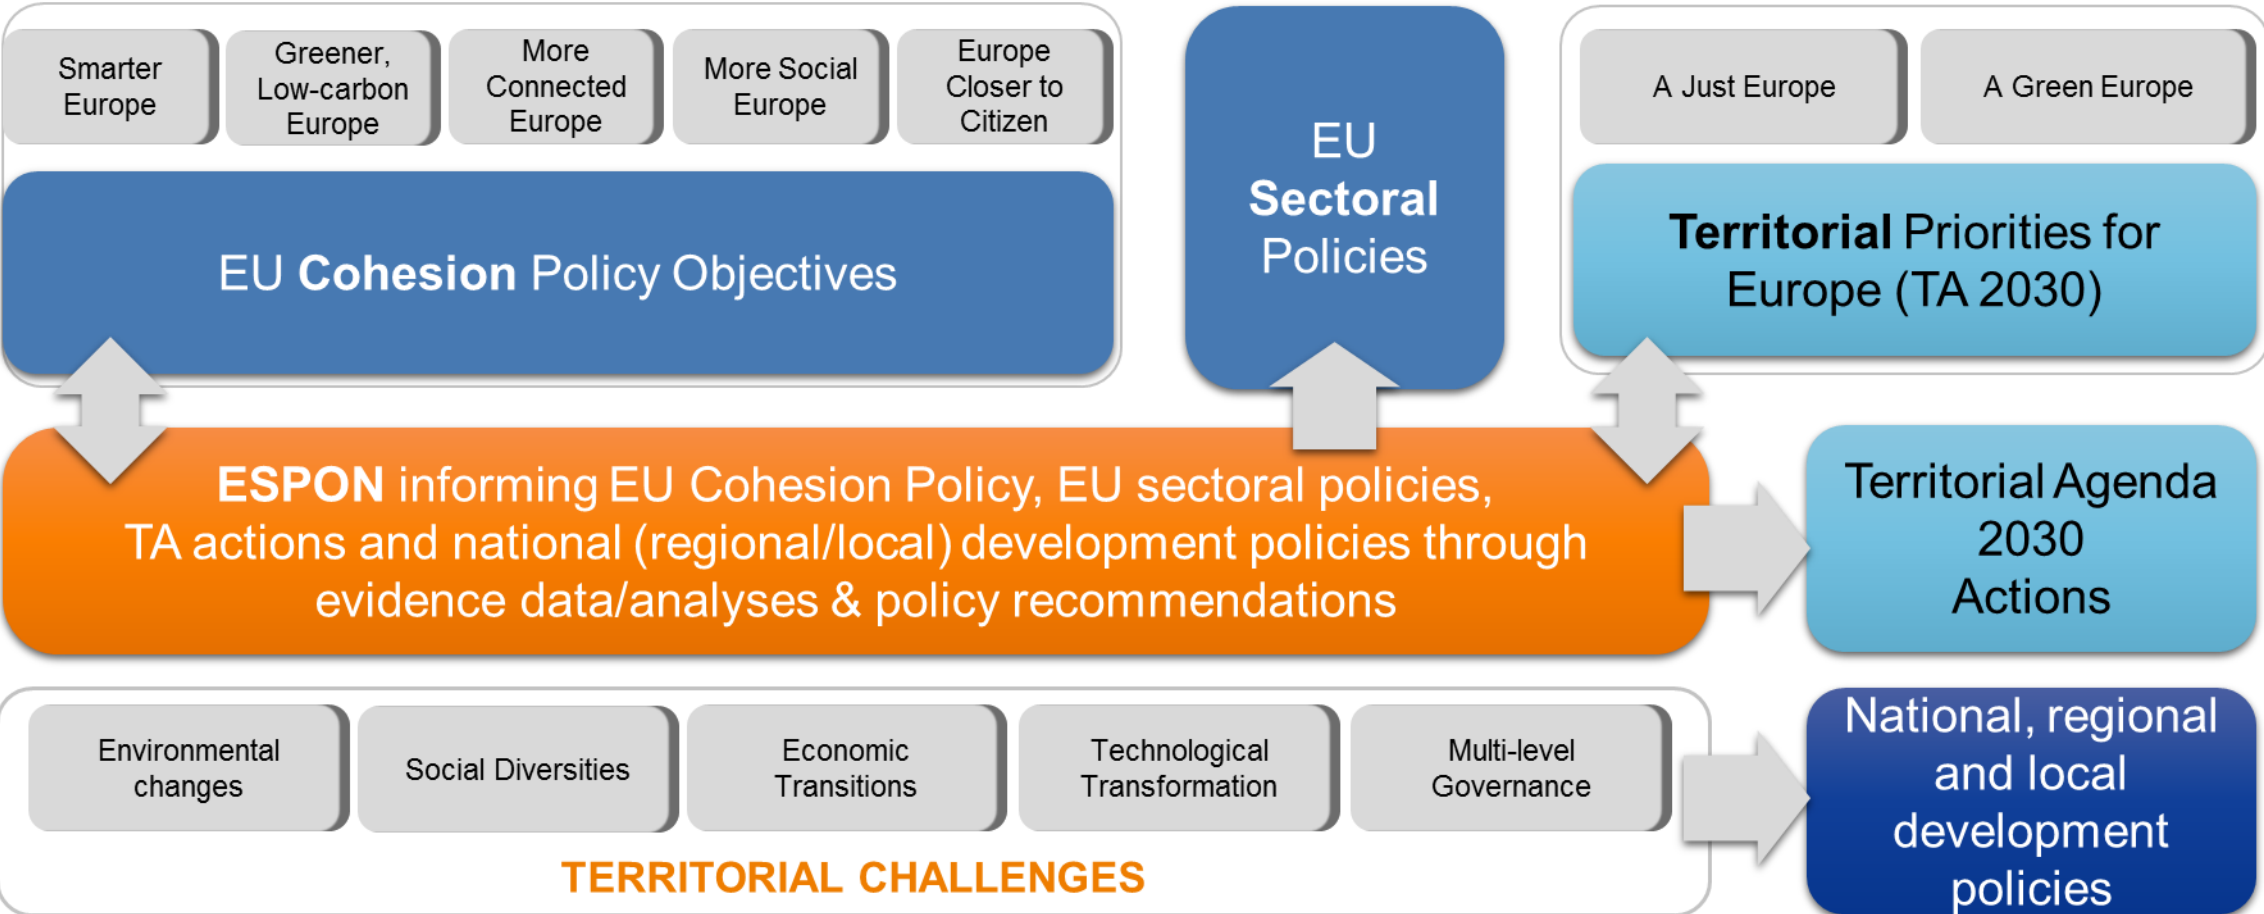 Smarter
Europe
Greener,
Low-carbon
Europe
More
Connected
Europe
More Social
Europe
Europe
Closer to
Citizen
EU Cohesion Policy Objectives
EU
Sectoral
Policies
A Just Europe
A Green Europe
Territorial Priorities for
Europe (TA 2030)
ESPON informing EU Cohesion Policy, EU sectoral policies,
TA actions and national (regional/local) development policies through
evidence data/analyses & policy recommendations
Territorial Agenda
2030
Actions
Environmental
changes
Social Diversities
Economic
Transitions
Technological
Transformation
Multi-level
Governance
TERRITORIAL CHALLENGES
National, regional
and local
development
policies